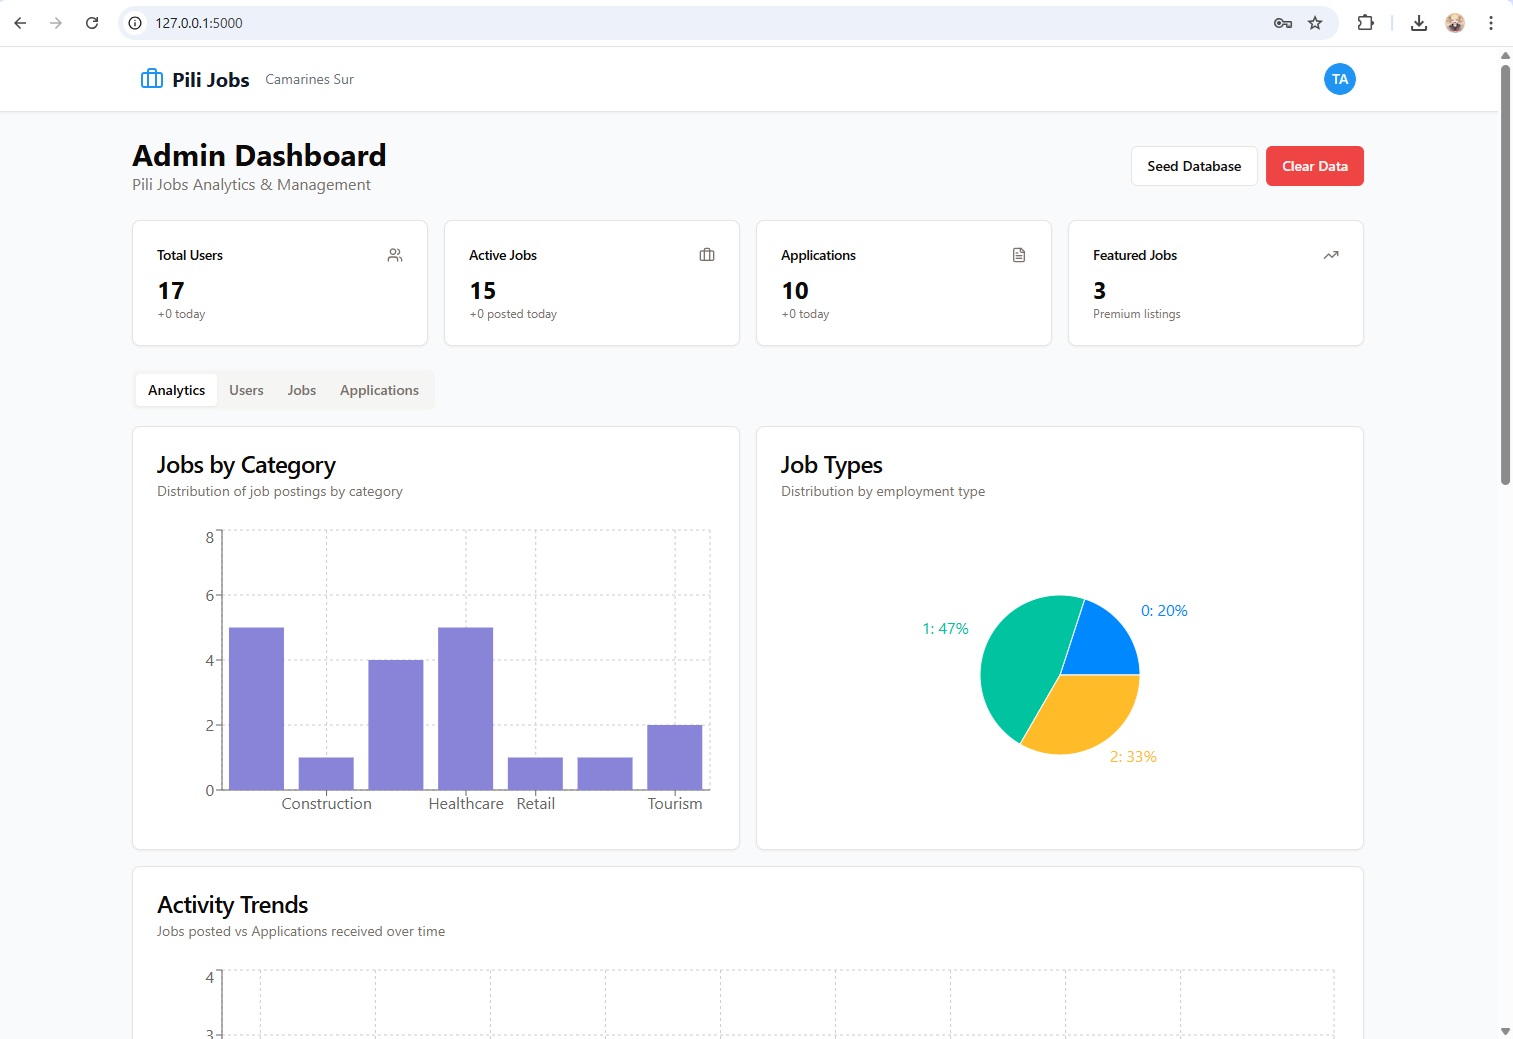 127.0.0.1:5000
Pili Jobs Camarines Sur
TA
Admin Dashboard
Pili Jobs Analytics & Management
Seed Database
Clear Data
Total Users
17
+0 today
Active Jobs
15
+0 posted today
Applications
10
+0 today
Featured Jobs
3
Premium listings
Analytics Users Jobs Applications
Jobs by Category
Distribution of job postings by category
8
6
4
2
0
Construction Healthcare Retail Tourism
Job Types
Distribution by employment type
0: 20%
1: 47%
2: 33%
Activity Trends
Jobs posted vs Applications received over time
4
3